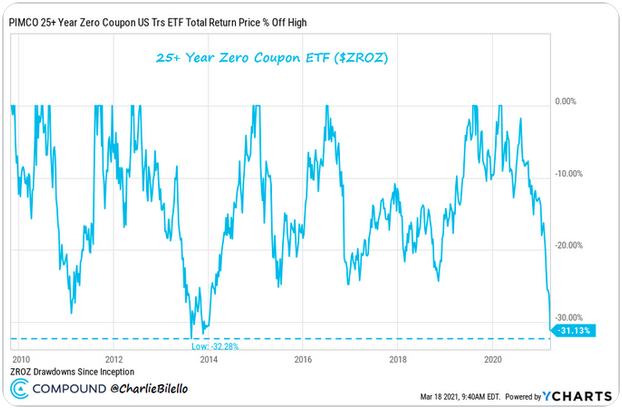 PIMCO 25+ Year Zero Coupon US Trs ETF Total Return Price % Off High
25+ Year Zero Coupon ETF ($ZROZ)
0.00%
-10.00%
-20.00%
-30.00%
-31.13%
Low: -32.28%
2010 2012 2014 2016 2018 2020
ZROZ Drawdowns Since Inception
COMPOUND @CharlieBilello
Mar 18 2021, 9:40AM EDT. Powered by YCHARTS